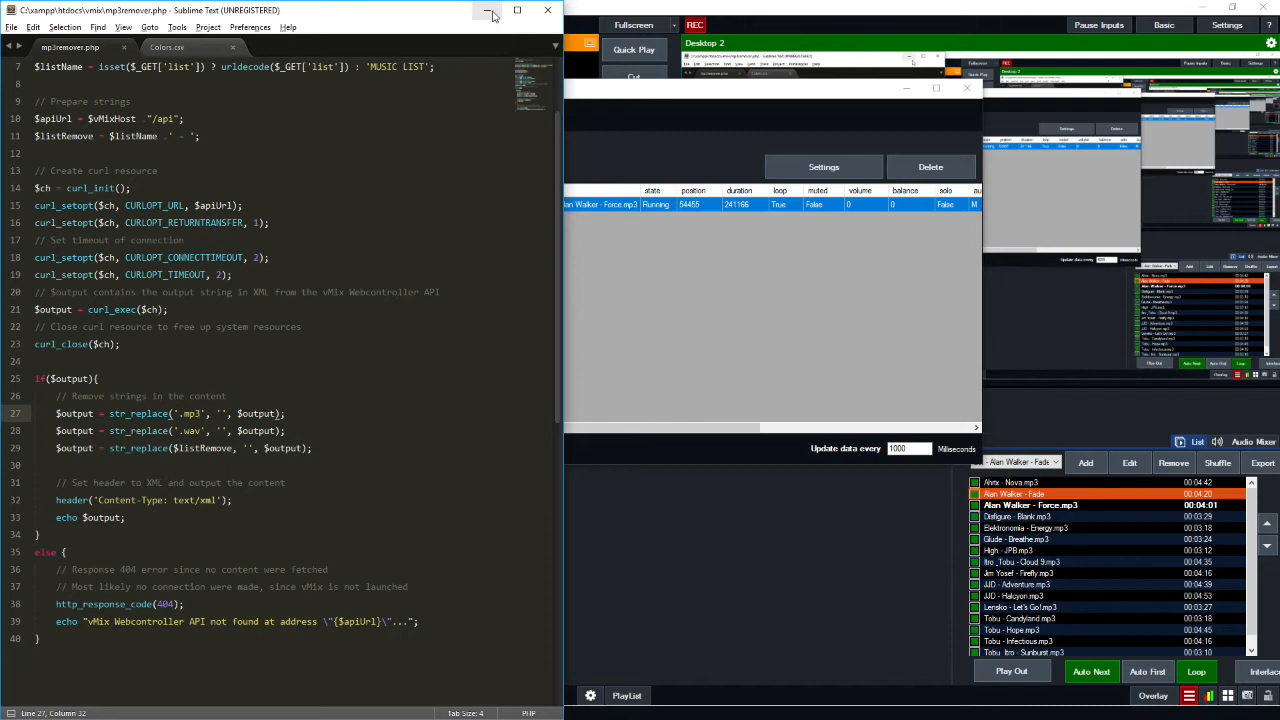 C:\xampp\htdocs\vmix\mp3remover.php - Sublime Text (UNREGISTERED)
File Edit Selection Find View Goto Tools Project Preferences Help
mp3remover.php × Colors.csv ×
isset($_GET['list']) ? urldecode($_GET['list']) : 'MUSIC LIST';
8
9 // Prepare strings
10 $apiUrl = $vMixHost ."/api";
11 $listRemove = $listName .' - ';
12
13 // Create curl resource
14 $ch = curl_init();
15 curl_setopt($ch, CURLOPT_URL, $apiUrl);
16 curl_setopt($ch, CURLOPT_RETURNTRANSFER, 1);
17 // Set timeout of connection
18 curl_setopt($ch, CURLOPT_CONNECTTIMEOUT, 2);
19 curl_setopt($ch, CURLOPT_TIMEOUT, 2);
20 // $output contains the output string in XML from the vMix Webcontroller API
21 $output = curl_exec($ch);
22 // Close curl resource to free up system resources
23 curl_close($ch);
24
25 if($output){
26 // Remove strings in the content
27 $output = str_replace('.mp3', '', $output);
28 $output = str_replace('.wav', '', $output);
29 $output = str_replace($listRemove, '', $output);
30
31 // Set header to XML and output the content
32 header('Content-Type: text/xml');
33 echo $output;
34 }
35 else {
36 // Response 404 error since no content were fetched
37 // Most likely no connection were made, since vMix is not launched
38 http_response_code(404);
39 echo "vMix Webcontroller API not found at address \"{$apiUrl}\"...";
40 }
Line 27, Column 32 Tab Size: 4 PHP
Fullscreen REC Pause Inputs Basic Settings
Quick Play Desktop 2
Cut
Settings Delete
state position duration loop muted volume balance solo au
lan Walker - Force.mp3 Running 54455 241166 True False 0 0 False M
Update data every 1000 Milliseconds
List Audio Mixer
- Alan Walker - Fade Add Edit Remove Shuffle Export
Ahrix - Nova.mp3 00:04:42
Alan Walker - Fade 00:04:20
Alan Walker - Force.mp3 00:04:01
Disfigure - Blank.mp3 00:03:29
Elektronomia - Energy.mp3 00:03:28
Glude - Breathe.mp3 00:03:24
High - JPB.mp3 00:03:12
Itro _Tobu - Cloud 9.mp3 00:04:35
Jim Yosef - Firefly.mp3 00:04:16
JJD - Adventure.mp3 00:04:39
JJD - Halcyon.mp3 00:03:38
Lensko - Let's Go!.mp3 00:03:27
Tobu - Candyland.mp3 00:03:18
Tobu - Hope.mp3 00:04:45
Tobu - Infectious.mp3 00:04:16
Tobu_Itro - Sunburst.mp3 00:03:10
Play Out Auto Next Auto First Loop Interlace
PlayList Overlay